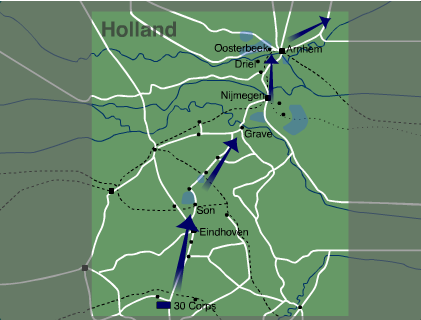 Holland
Oosterbeek
Arnhem
Driel
Nijmegen
Grave
Son
Eindhoven
30 Corps